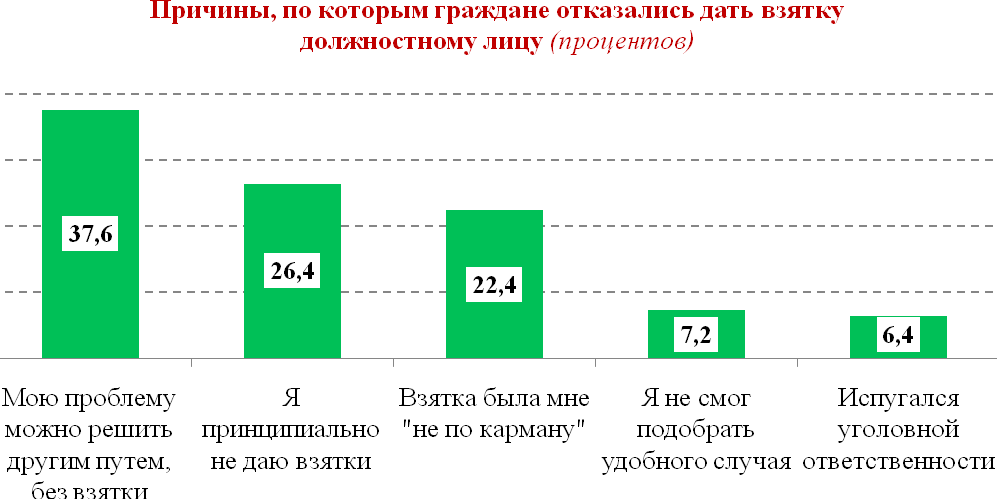 Причины, по которым граждане отказались дать взятку
должностному лицу (процентов)
37,6
26,4
22,4
7,2
6,4
Мою проблему
можно решить
другим путем,
без взятки
Я
принципиально
не даю взятки
Взятка была мне
"не по карману"
Я не смог
подобрать
удобного случая
Испугался
уголовной
ответственности